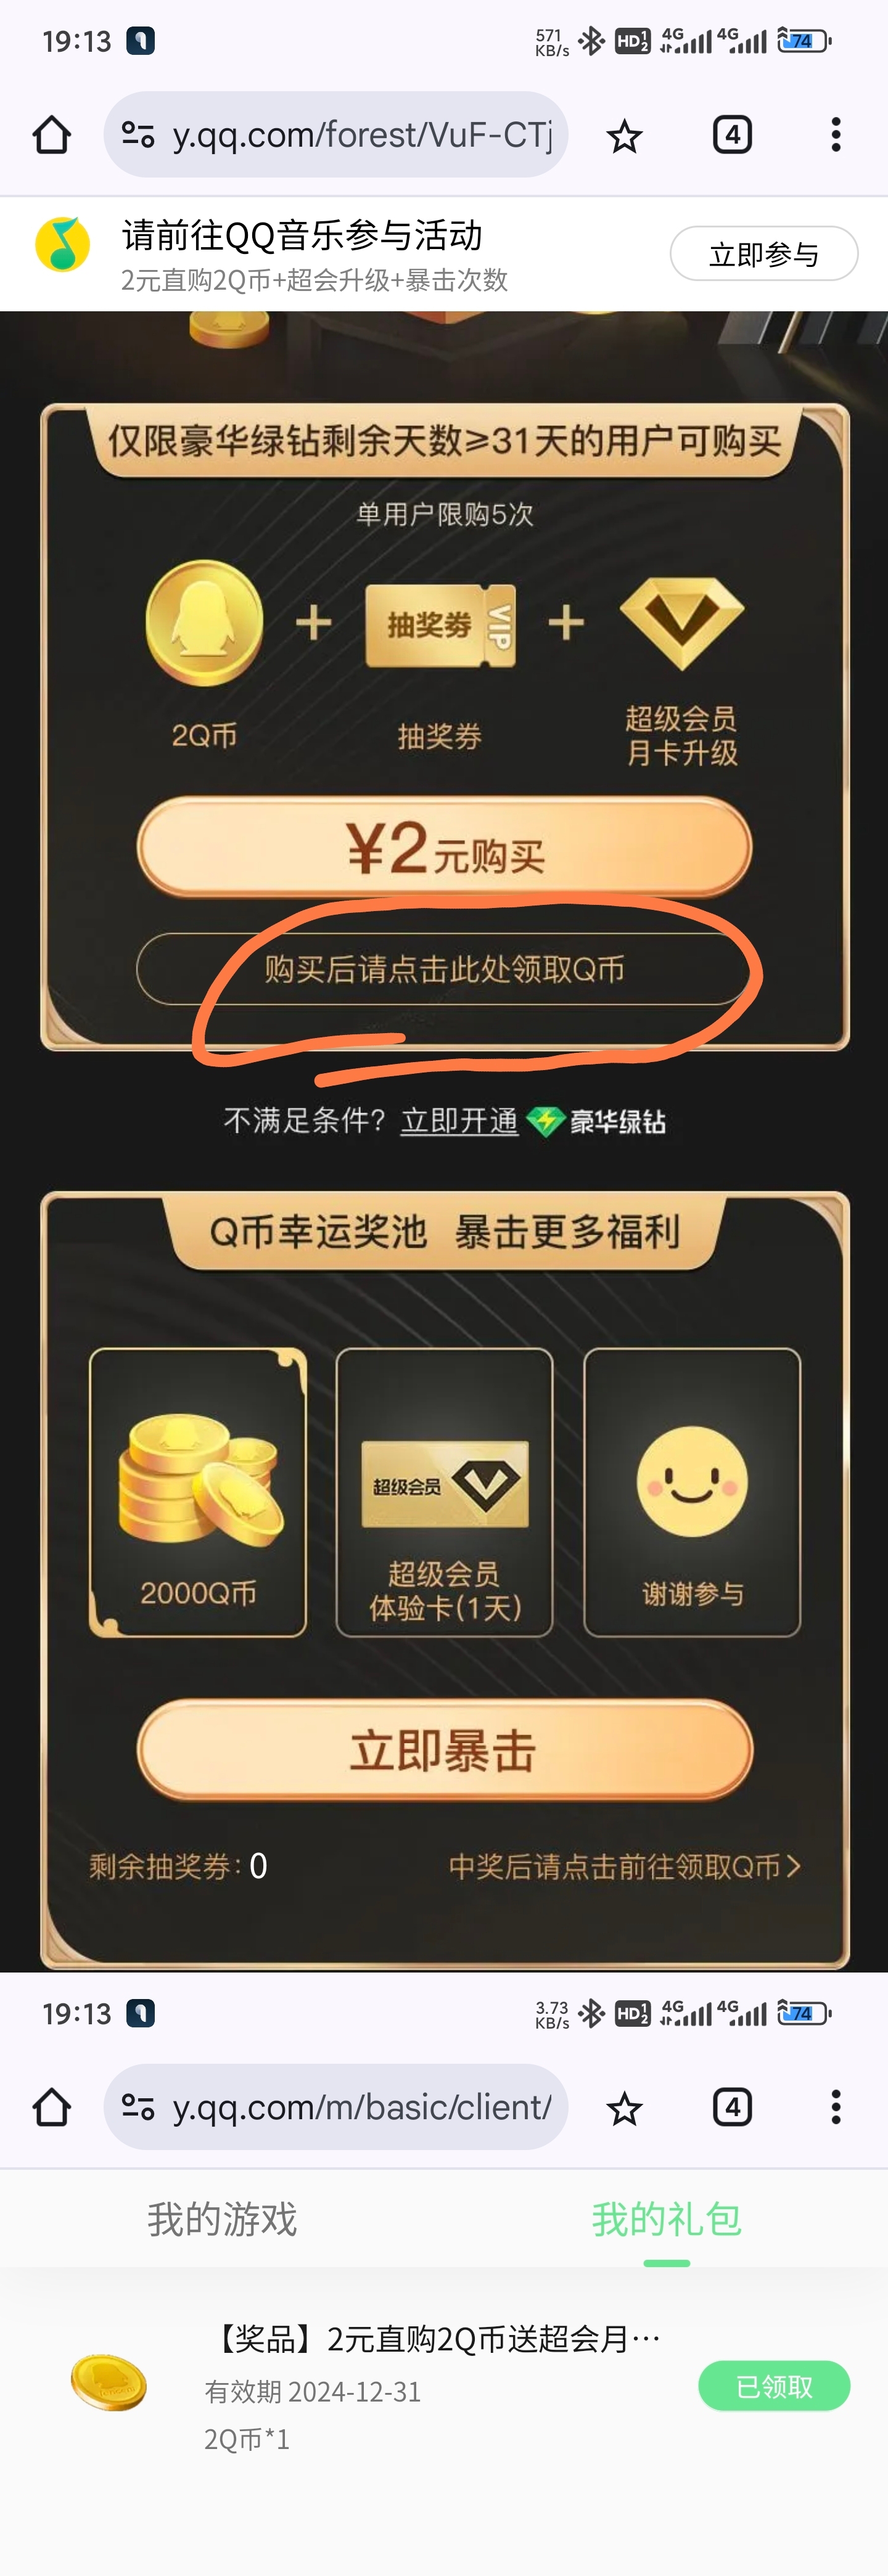 19:13
571
KB/s
HD 1 2
4G
4G
74
y.qq.com/forest/VuF-CTj
4
请前往QQ音乐参与活动
2元直购2Q币+超会升级+暴击次数
立即参与
仅限豪华绿钻剩余天数≥31天的用户可购买
单用户限购5次
抽奖券 VIP
2Q币
抽奖券
超级会员
月卡升级
¥2元购买
购买后请点击此处领取Q币
不满足条件? 立即开通 豪华绿钻
Q币幸运奖池 暴击更多福利
超级会员
2000Q币
超级会员
体验卡(1天)
谢谢参与
立即暴击
剩余抽奖券: 0
中奖后请点击前往领取Q币>
19:13
3.73
KB/s
HD 1 2
4G
4G
74
y.qq.com/m/basic/client/
4
我的游戏
我的礼包
【奖品】2元直购2Q币送超会月…
有效期 2024-12-31
2Q币*1
已领取